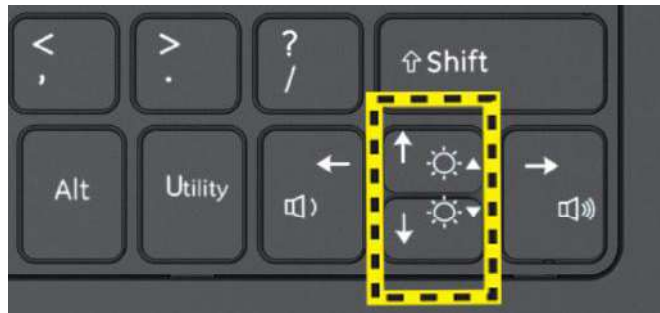 < > ? ⇧ Shift
, . /
Alt Utility ← ↑ →
↓